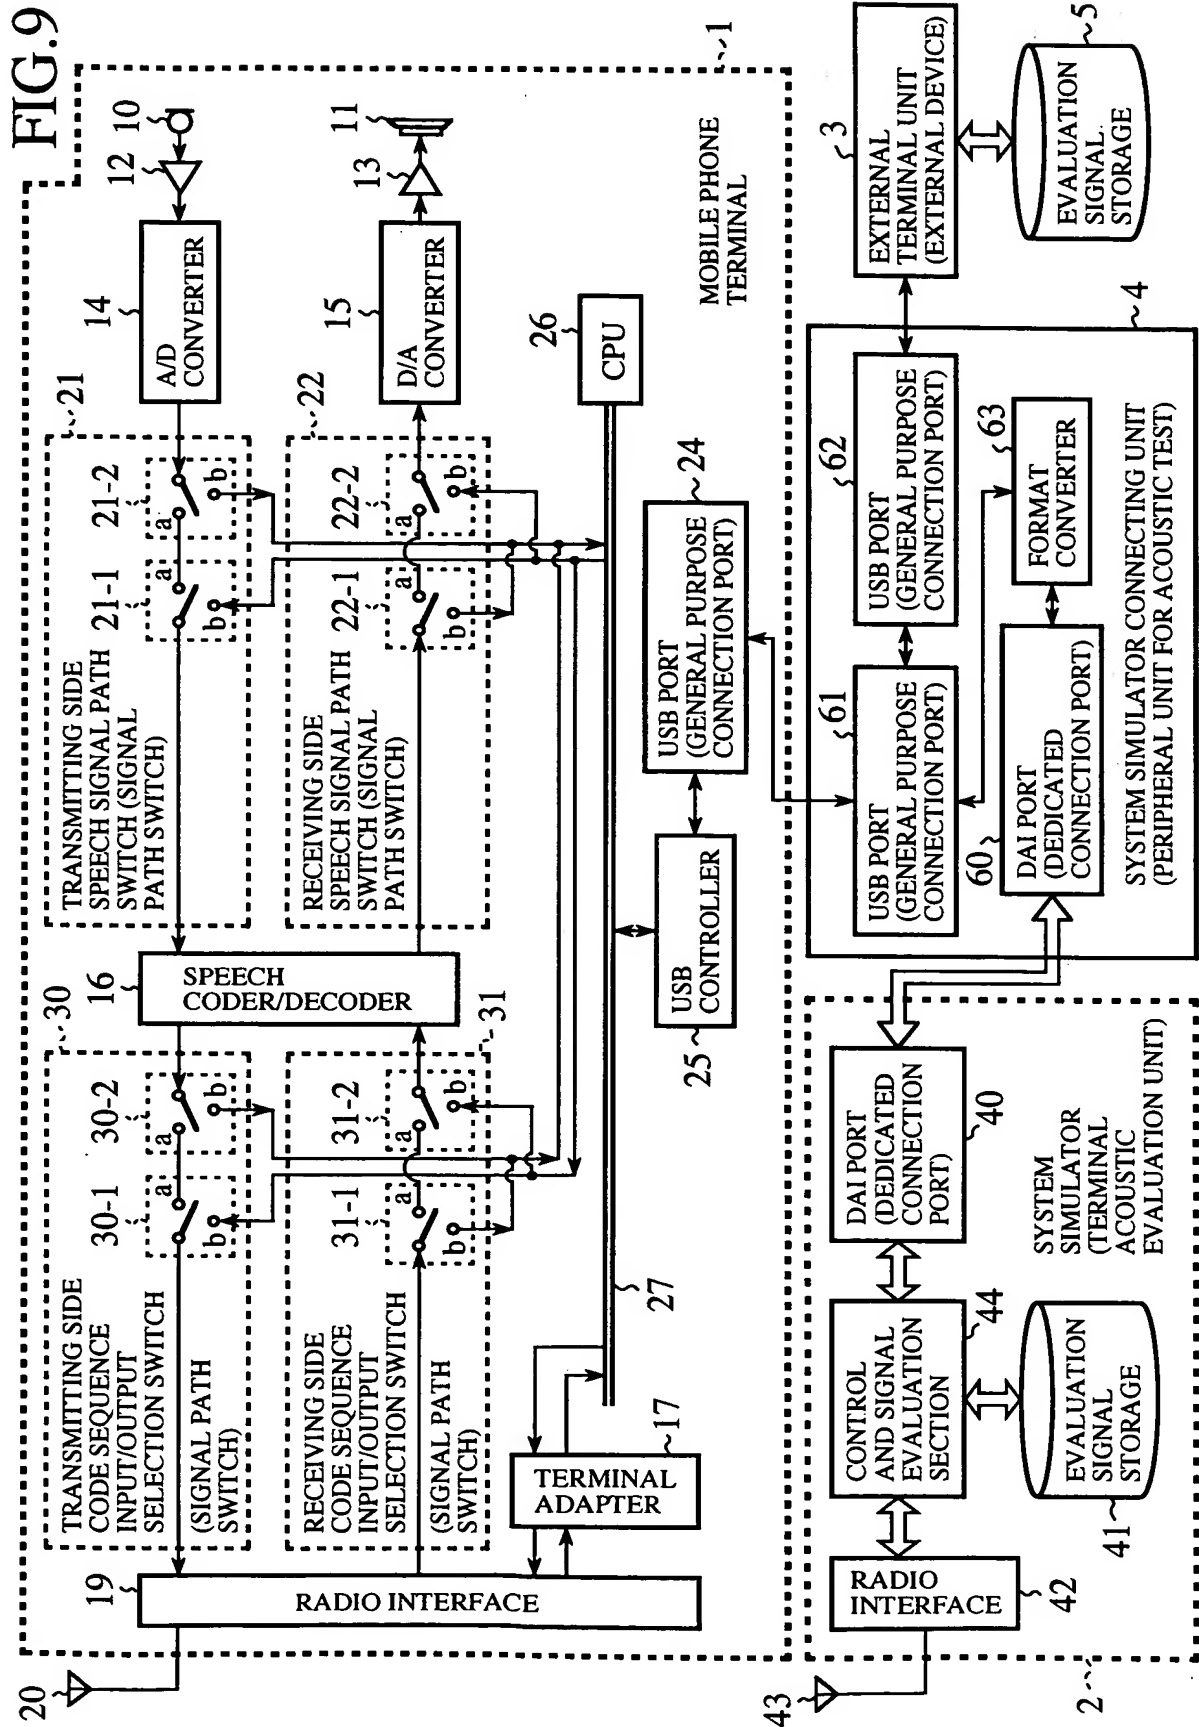 FIG.9
1
10
12
14
A/D
CONVERTER
11
13
15
D/A
CONVERTER
MOBILE PHONE
TERMINAL
21
21-2
a
b
21-1
a
b
TRANSMITTING SIDE
SPEECH SIGNAL PATH
SWITCH (SIGNAL
PATH SWITCH)
22
22-2
a
b
22-1
a
b
RECEIVING SIDE
SPEECH SIGNAL PATH
SWITCH (SIGNAL
PATH SWITCH)
26
CPU
24
USB PORT
(GENERAL PURPOSE
CONNECTION PORT)
USB
CONTROLLER
25
16
SPEECH
CODER/DECODER
30
30-2
a
b
30-1
a
b
TRANSMITTING SIDE
CODE SEQUENCE
INPUT/OUTPUT
SELECTION SWITCH
(SIGNAL PATH
SWITCH)
31
31-2
a
b
31-1
a
b
RECEIVING SIDE
CODE SEQUENCE
INPUT/OUTPUT
SELECTION SWITCH
(SIGNAL PATH
SWITCH)
27
17
TERMINAL
ADAPTER
19
RADIO INTERFACE
20
3
EXTERNAL
TERMINAL UNIT
(EXTERNAL DEVICE)
5
EVALUATION
SIGNAL
STORAGE
4
62
USB PORT
(GENERAL PURPOSE
CONNECTION PORT)
63
FORMAT
CONVERTER
61
USB PORT
(GENERAL PURPOSE
CONNECTION PORT)
60
DAI PORT
(DEDICATED
CONNECTION PORT)
SYSTEM SIMULATOR CONNECTING UNIT
(PERIPHERAL UNIT FOR ACOUSTIC TEST)
DAI PORT
(DEDICATED
CONNECTION
PORT)
40
SYSTEM
SIMULATOR
(TERMINAL
ACOUSTIC
EVALUATION UNIT)
CONTROL
AND SIGNAL
EVALUATION
SECTION
44
EVALUATION
SIGNAL
STORAGE
41
RADIO
INTERFACE
42
43
2